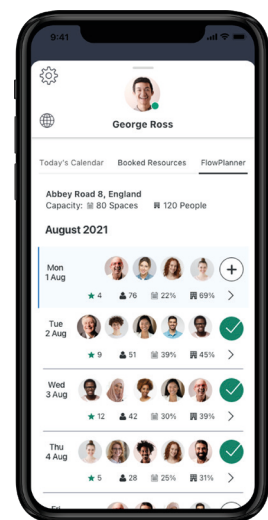 9:41
George Ross
Today's Calendar Booked Resources FlowPlanner
Abbey Road 8, England
Capacity: 80 Spaces 120 People
August 2021
Mon
1 Aug
4 76 22% 69%
Tue
2 Aug
9 51 39% 45%
Wed
3 Aug
12 42 30% 39%
Thu
4 Aug
5 28 25% 31%
Fri